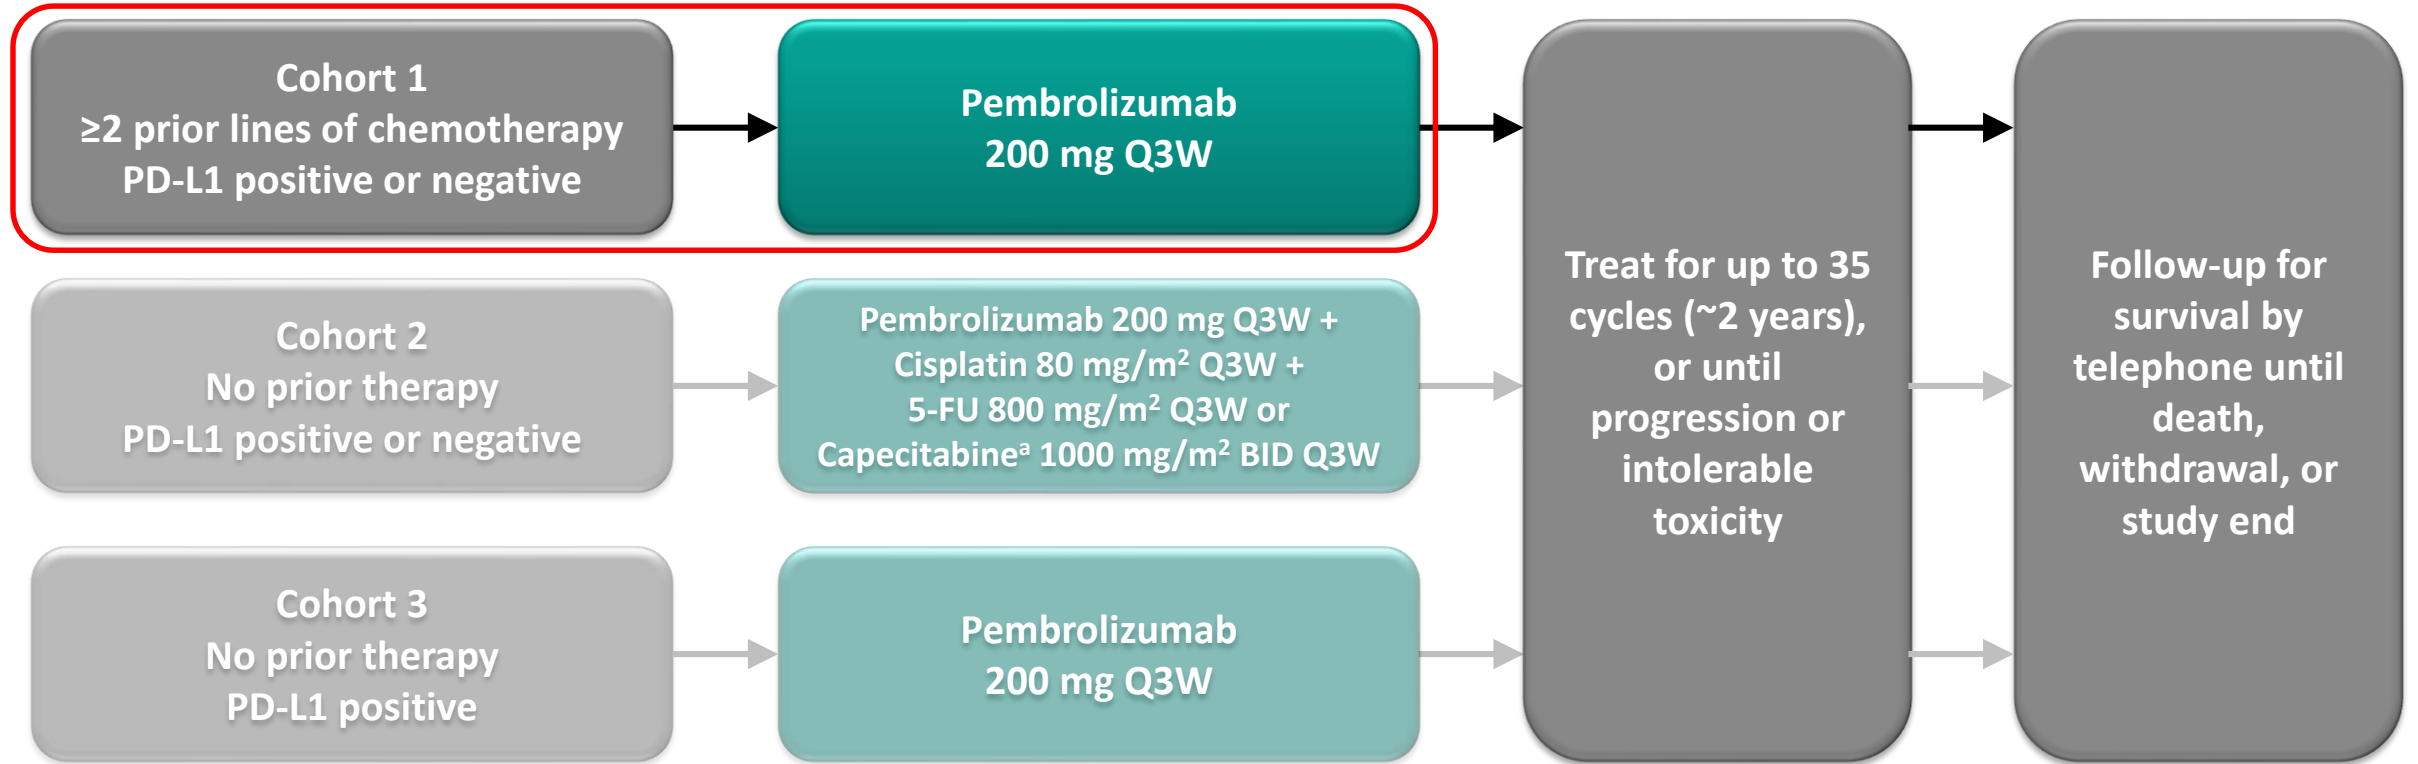 Cohort 1
≥2 prior lines of chemotherapy
PD-L1 positive or negative
Pembrolizumab
200 mg Q3W
Cohort 2
No prior therapy
PD-L1 positive or negative
Pembrolizumab 200 mg Q3W +
Cisplatin 80 mg/m² Q3W +
5-FU 800 mg/m² Q3W or
Capecitabineᵃ 1000 mg/m² BID Q3W
Cohort 3
No prior therapy
PD-L1 positive
Pembrolizumab
200 mg Q3W
Treat for up to 35
cycles (~2 years),
or until
progression or
intolerable
toxicity
Follow-up for
survival by
telephone until
death,
withdrawal, or
study end